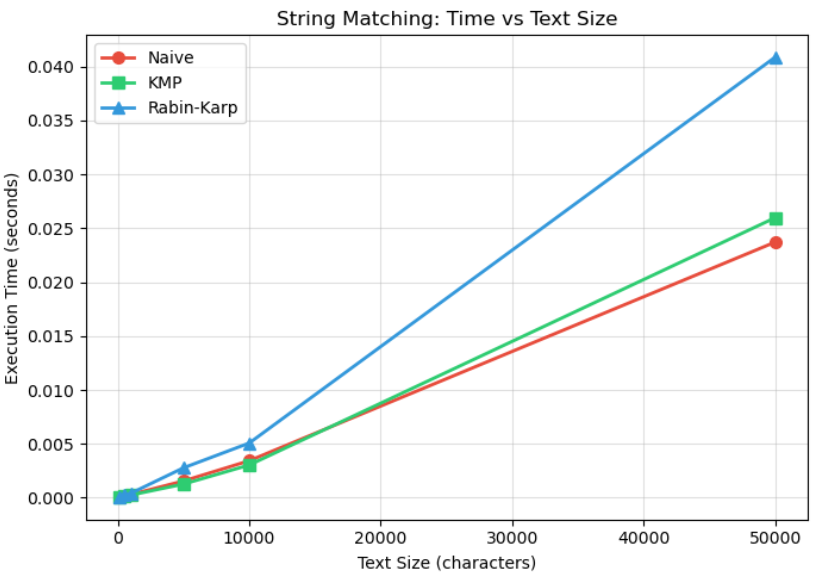 String Matching: Time vs Text Size
Naive
KMP
Rabin-Karp
Execution Time (seconds)
0.040
0.035
0.030
0.025
0.020
0.015
0.010
0.005
0.000
0 10000 20000 30000 40000 50000
Text Size (characters)